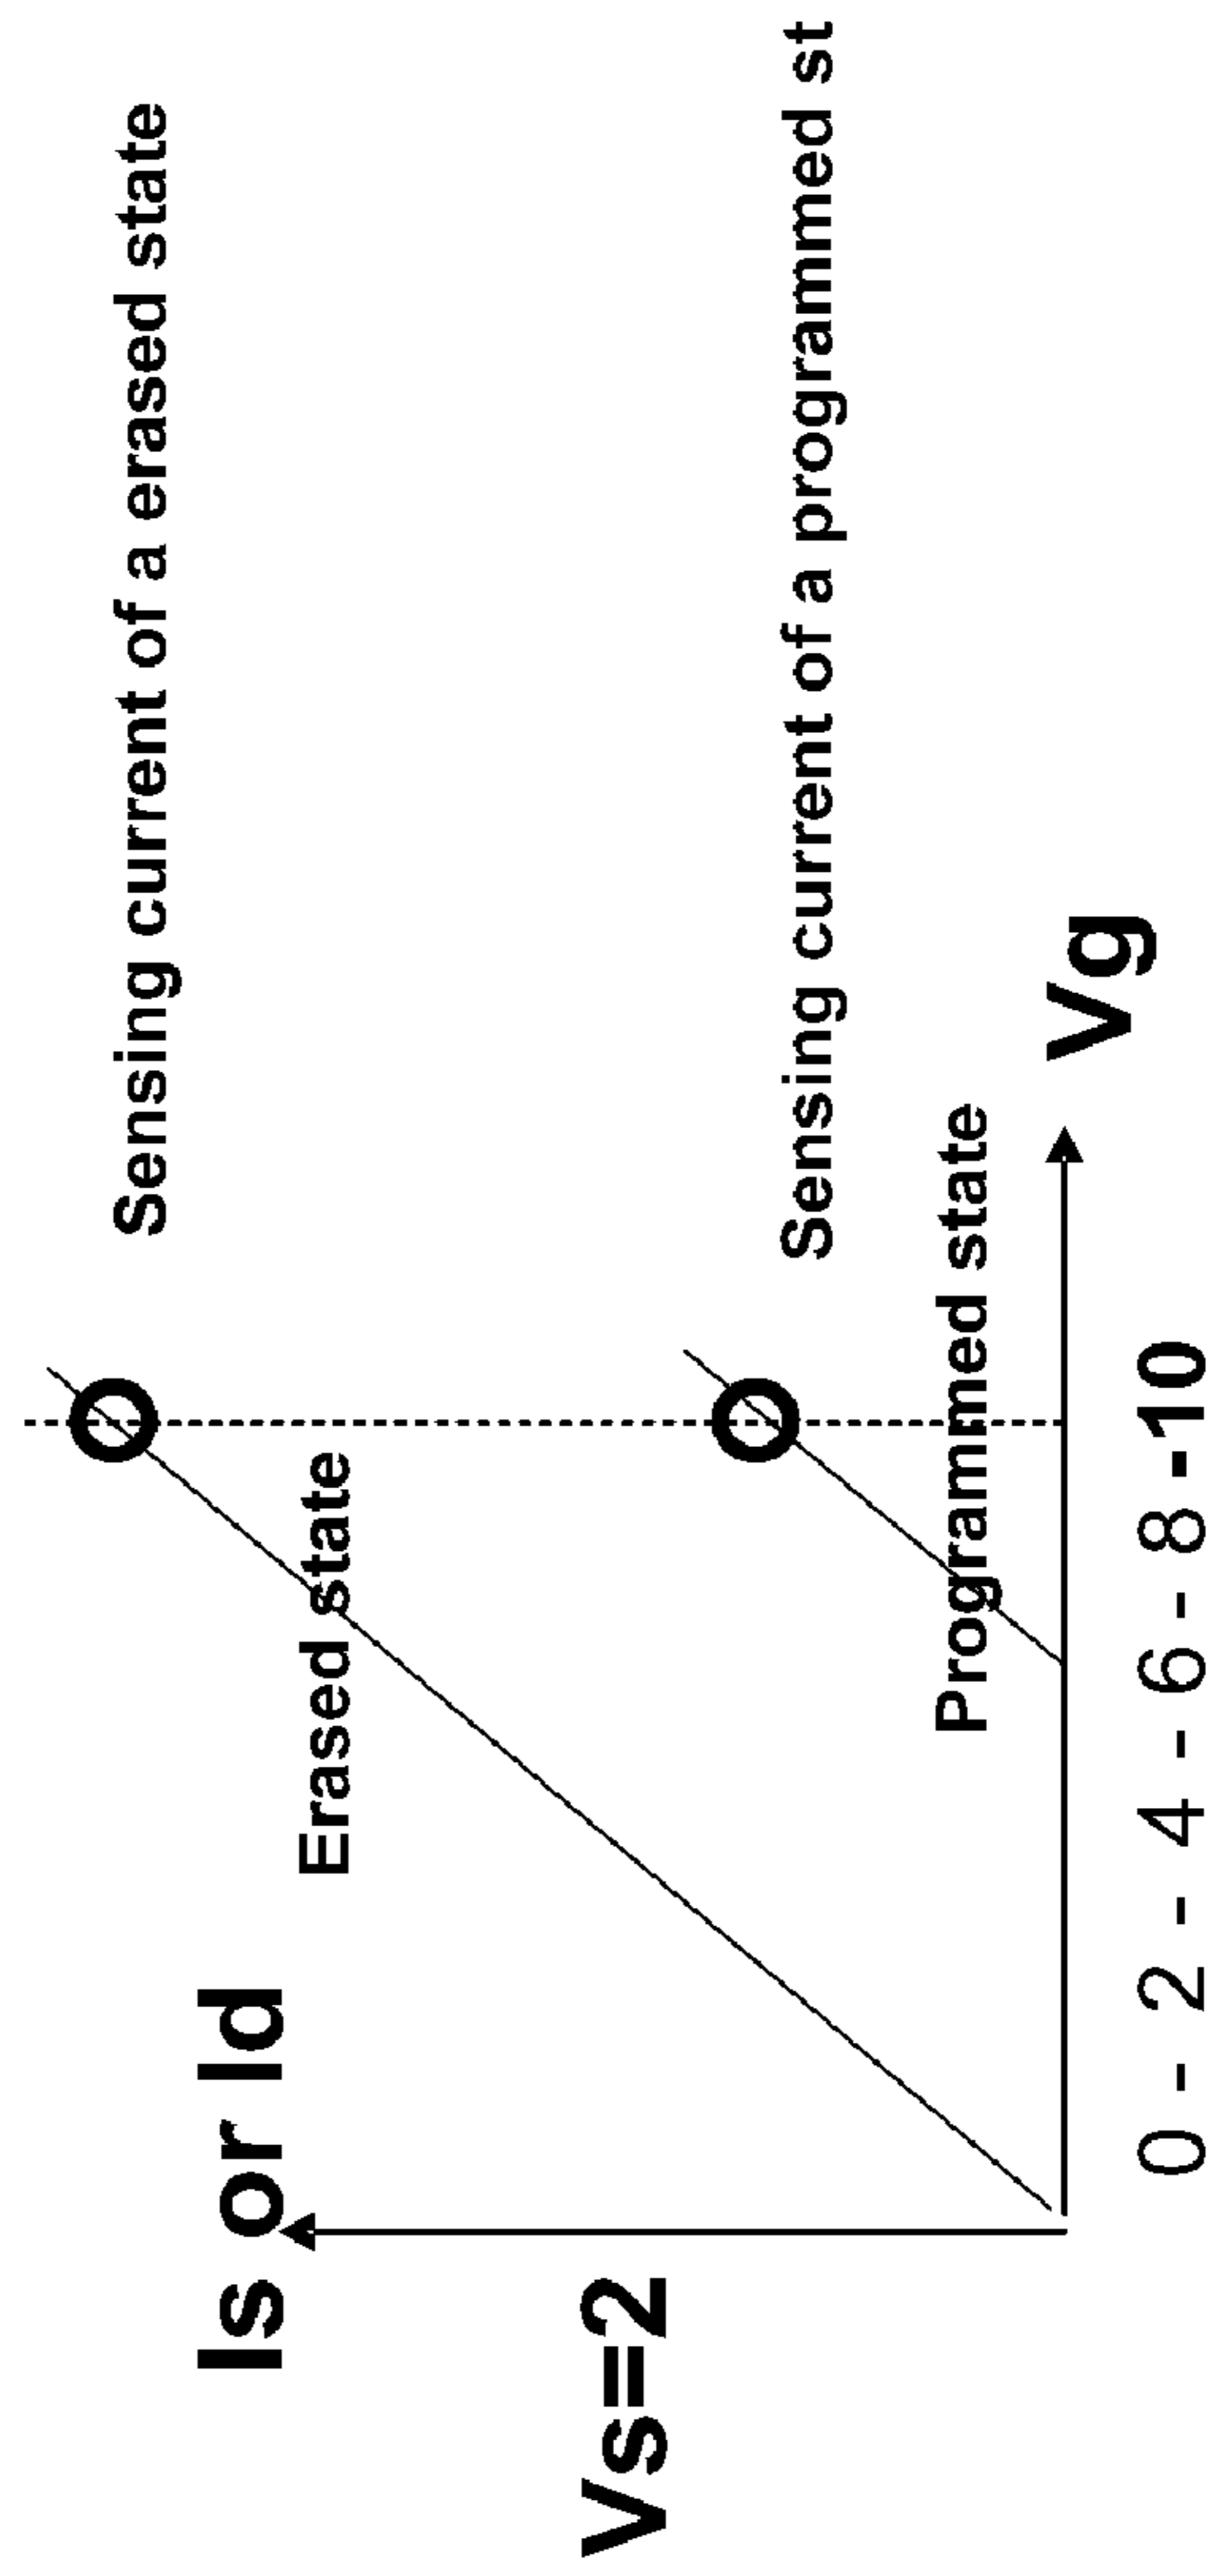 Sensing current of a erased state
Is or Id
Erased state
Vs=2
Sensing current of a programmed st
Programmed state
Vg
0 - 2 - 4 - 6 - 8 -10